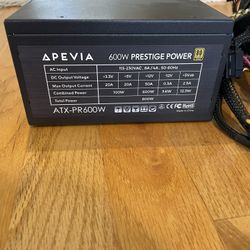 APEVIA 600W PRESTIGE POWER
AC Input 115-230VAC, 8A/4A, 50-60Hz
DC Output Voltage +3.3V +5V +12V -12V +5Vsb
Max Output Current 20A 20A 50A 0.3A 2.5A
Combined Power 100W 600W 3.6W 12.5W
Total Power 600W
ATX-PR600W